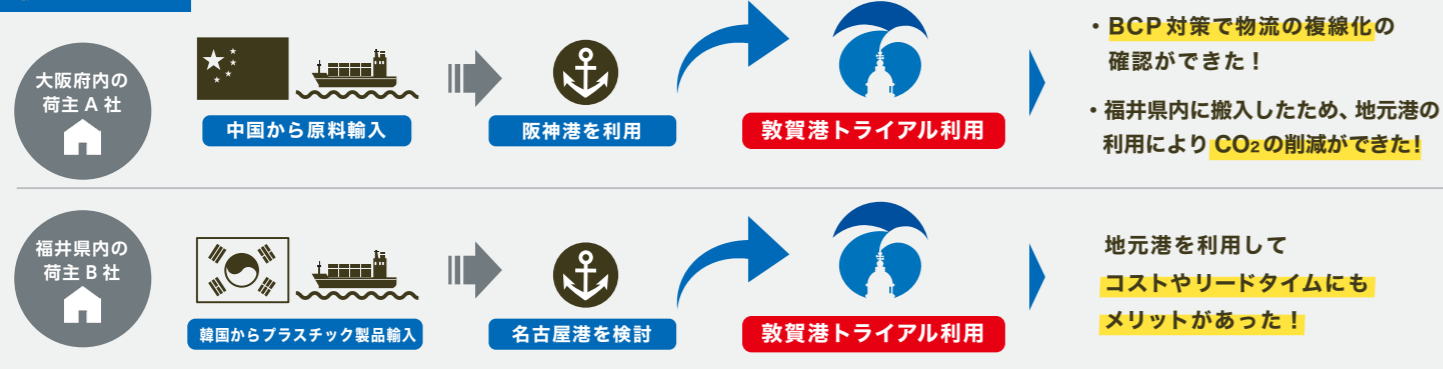 大阪府内の
荷主A社
中国から原料輸入
阪神港を利用
敦賀港トライアル利用
・BCP対策で物流の複線化の
確認ができた！
・福井県内に搬入したため、地元港の
利用によりCO₂の削減ができた！
福井県内の
荷主B社
韓国からプラスチック製品輸入
名古屋港を検討
敦賀港トライアル利用
地元港を利用して
コストやリードタイムにも
メリットがあった！